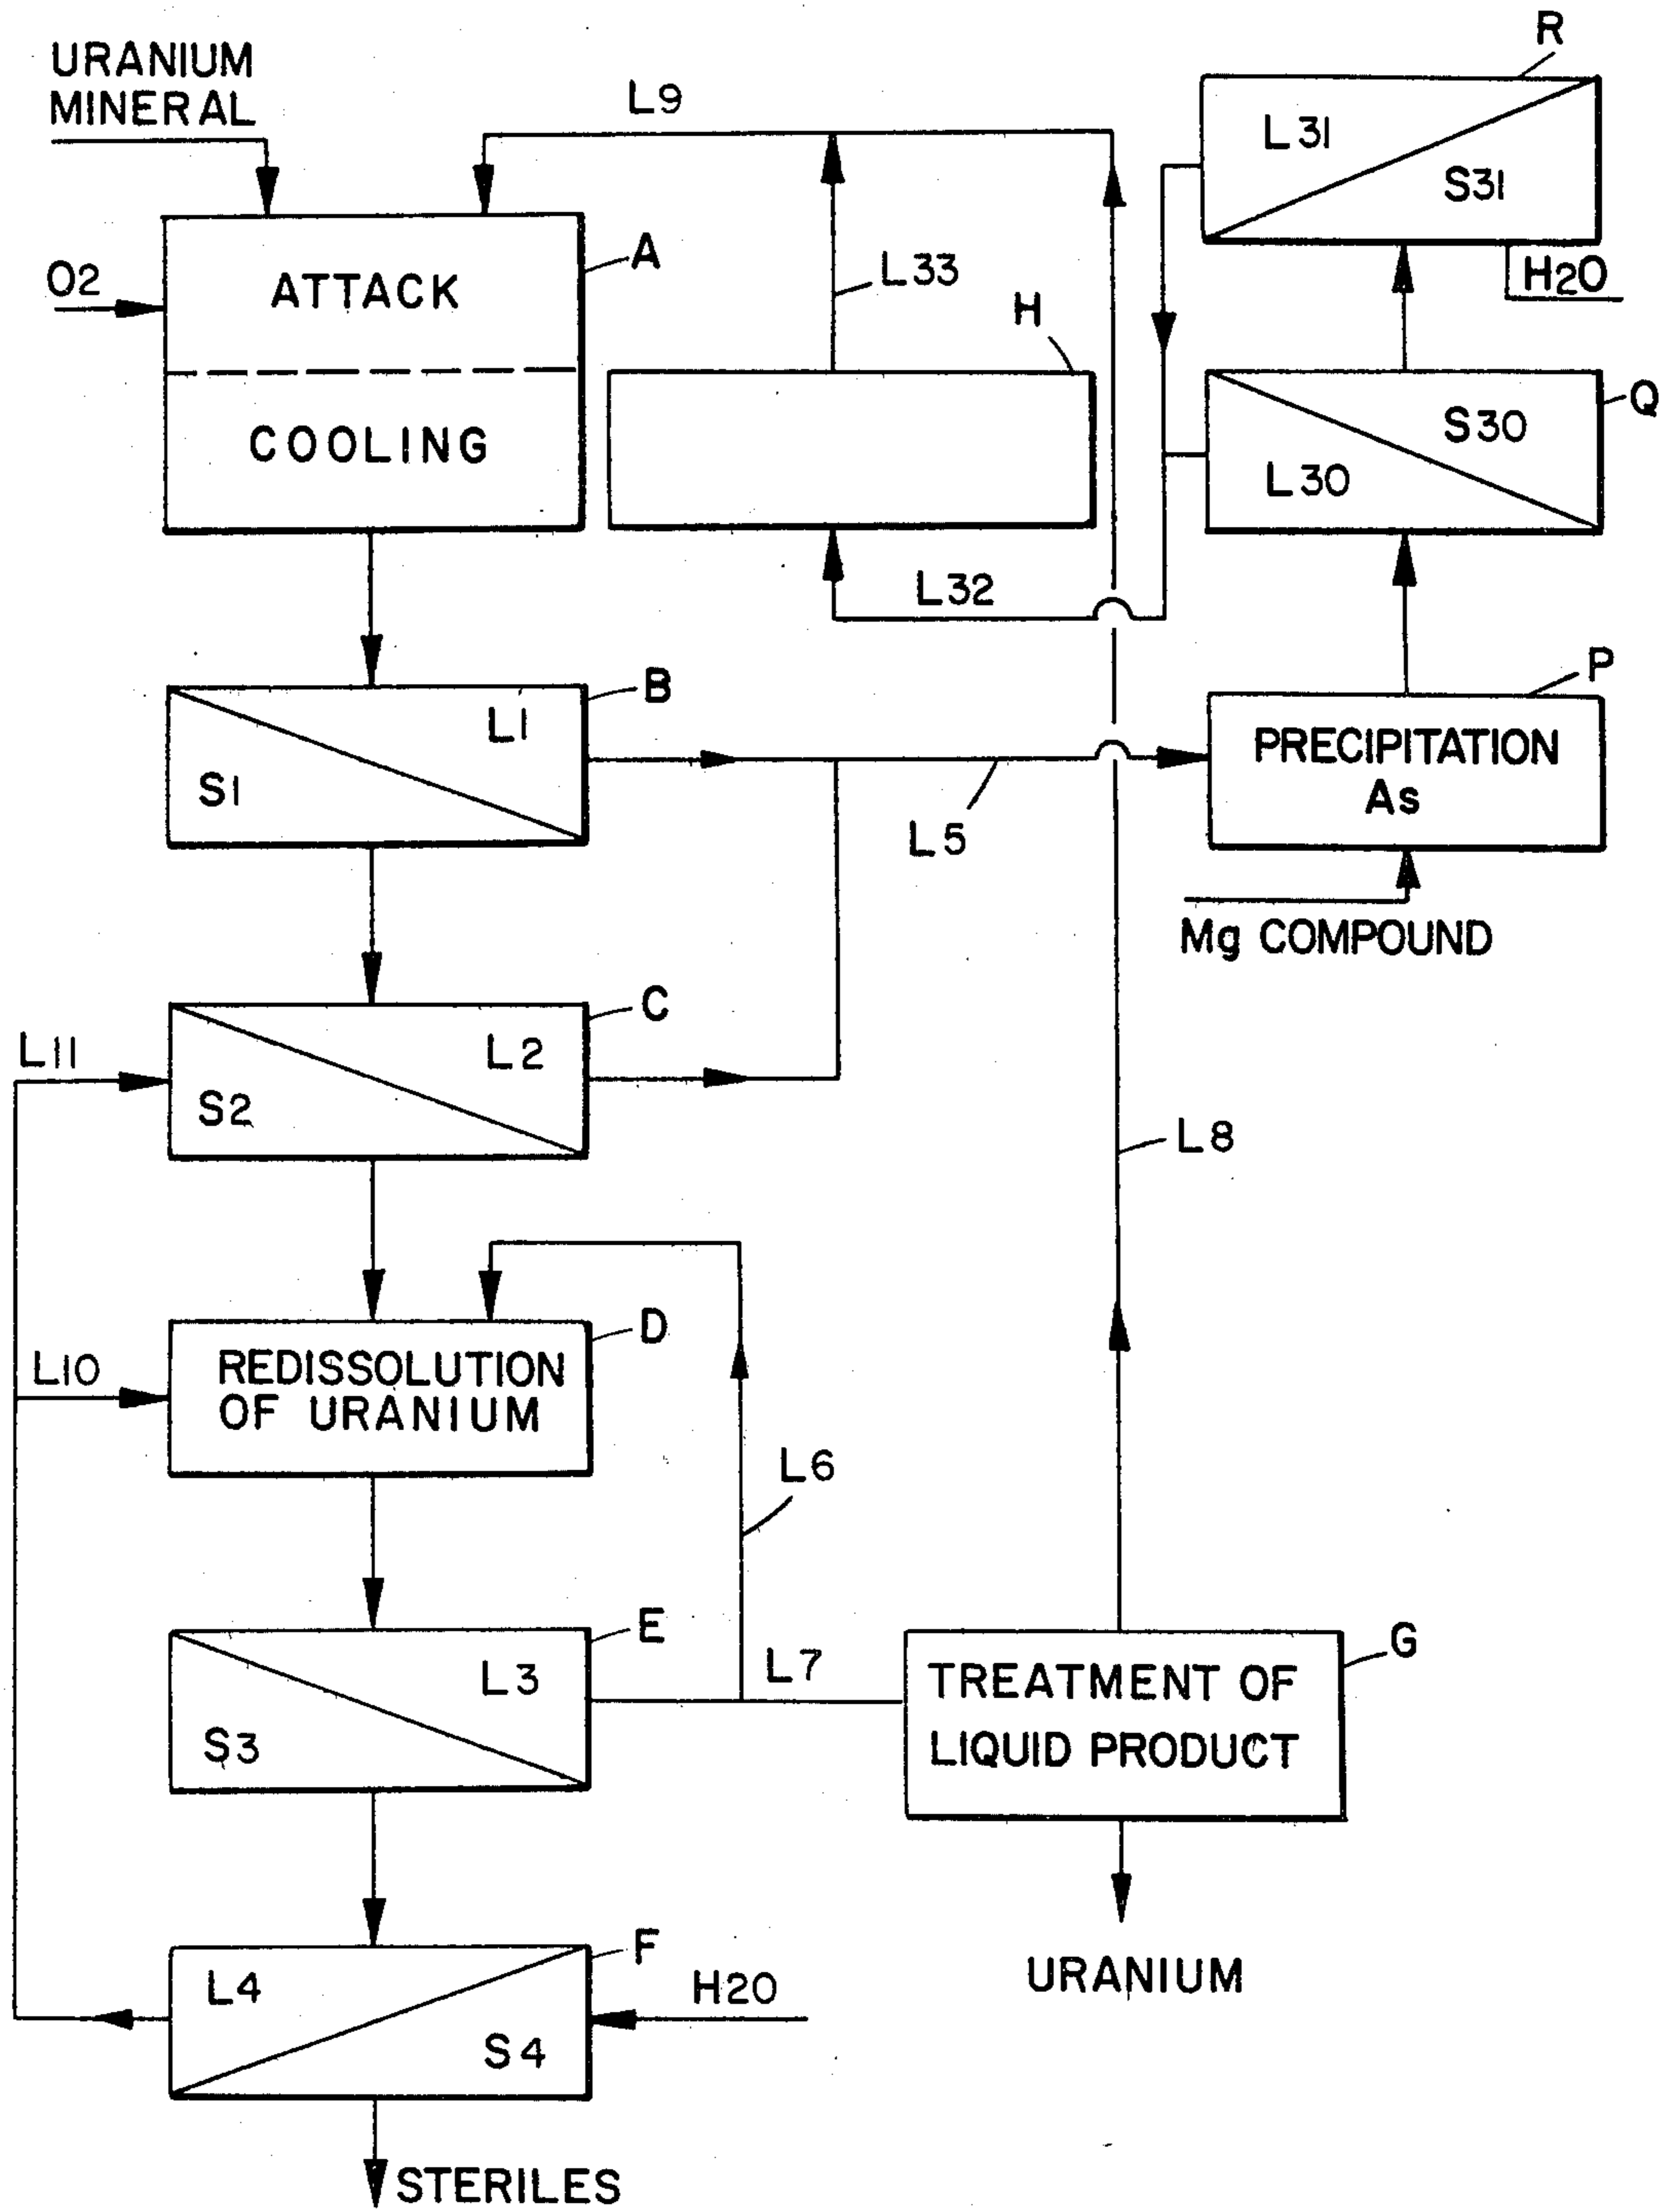 URANIUM
MINERAL
L9
R
L31
S31
O2
ATTACK
A
L33
H
H2O
COOLING
S30
Q
L30
L32
B
L1
S1
P
PRECIPITATION
As
L5
Mg COMPOUND
C
L11
L2
S2
L8
D
L10
REDISSOLUTION
OF URANIUM
L6
E
L3
L7
G
S3
TREATMENT OF
LIQUID PRODUCT
F
L4
H2O
S4
URANIUM
STERILES